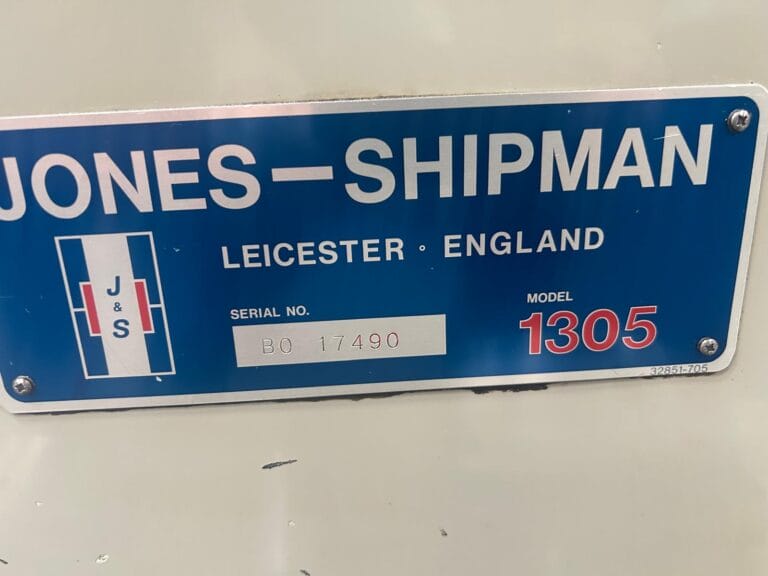 JONES-SHIPMAN
LEICESTER ◦ ENGLAND
J
&
S
SERIAL NO.
BO 17490
MODEL
1305
32851-705